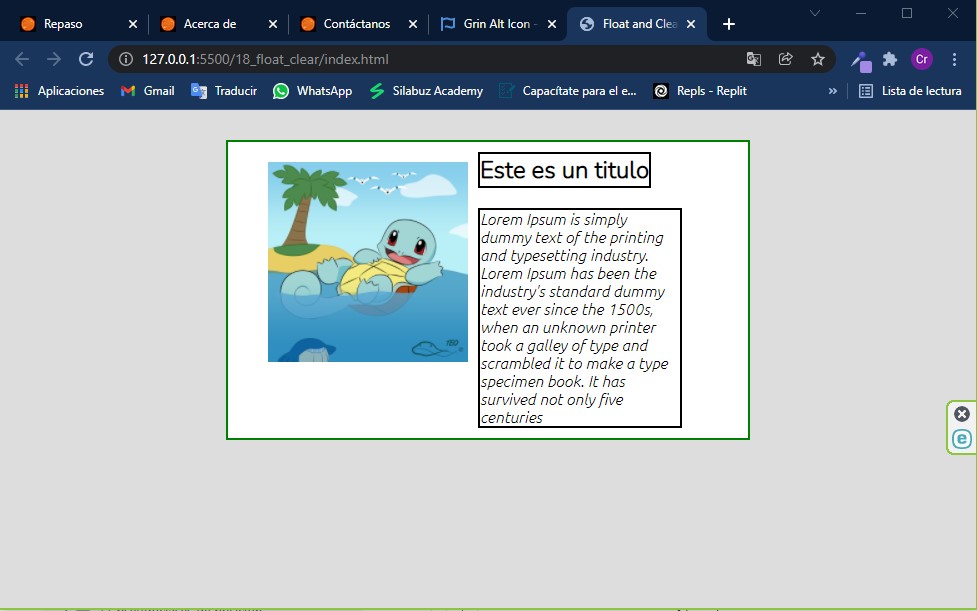 Repaso
Acerca de
Contáctanos
Grin Alt Icon -
Float and Clea
127.0.0.1:5500/18_float_clear/index.html
Cr
Aplicaciones
Gmail
Traducir
WhatsApp
Silabuz Academy
Capacítate para el e...
Repls - Replit
»
Lista de lectura
Este es un titulo
Lorem Ipsum is simply
dummy text of the printing
and typesetting industry.
Lorem Ipsum has been the
industry's standard dummy
text ever since the 1500s,
when an unknown printer
took a galley of type and
scrambled it to make a type
specimen book. It has
survived not only five
centuries